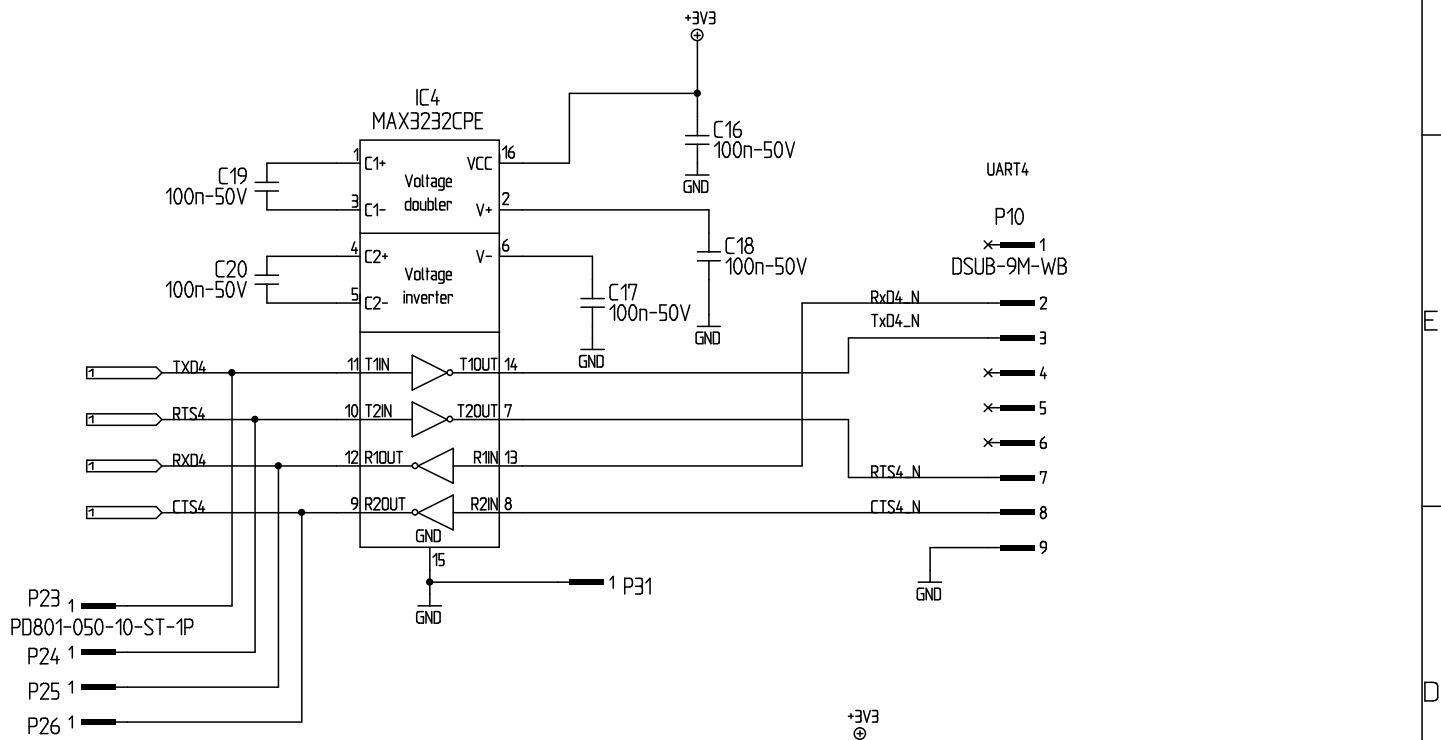 +3V3
IC4
MAX3232CPE
C16
100n-50V
GND
1 C1+ VCC 16
C19
100n-50V
Voltage
doubler
3 C1- V+ 2
4 C2+ V- 6
C20
100n-50V
Voltage
inverter
5 C2-
C18
100n-50V
GND
C17
100n-50V
GND
UART4
P10
1
DSUB-9M-WB
RxD4_N 2
TxD4_N 3
4
5
6
RTS4_N 7
CTS4_N 8
9
GND
E
1 TXD4 11 T1IN T1OUT 14
1 RTS4 10 T2IN T2OUT 7
1 RXD4 12 R1OUT R1IN 13
1 CTS4 9 R2OUT R2IN 8
GND
15
1 P31
GND
P23 1
PD801-050-10-ST-1P
P24 1
P25 1
P26 1
+3V3
D